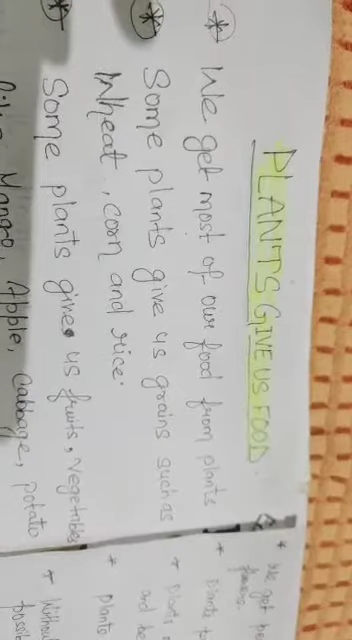 PLANTS GIVE US FOOD.
* We get most of our food from plants
* Some plants give us grains such as
Wheat, corn and rice.
* Some plants gives us fruits, vegetables
Mango, Apple, Cabbage, potato
* We get
* Plants
* Plants
and
* Plants
* Without